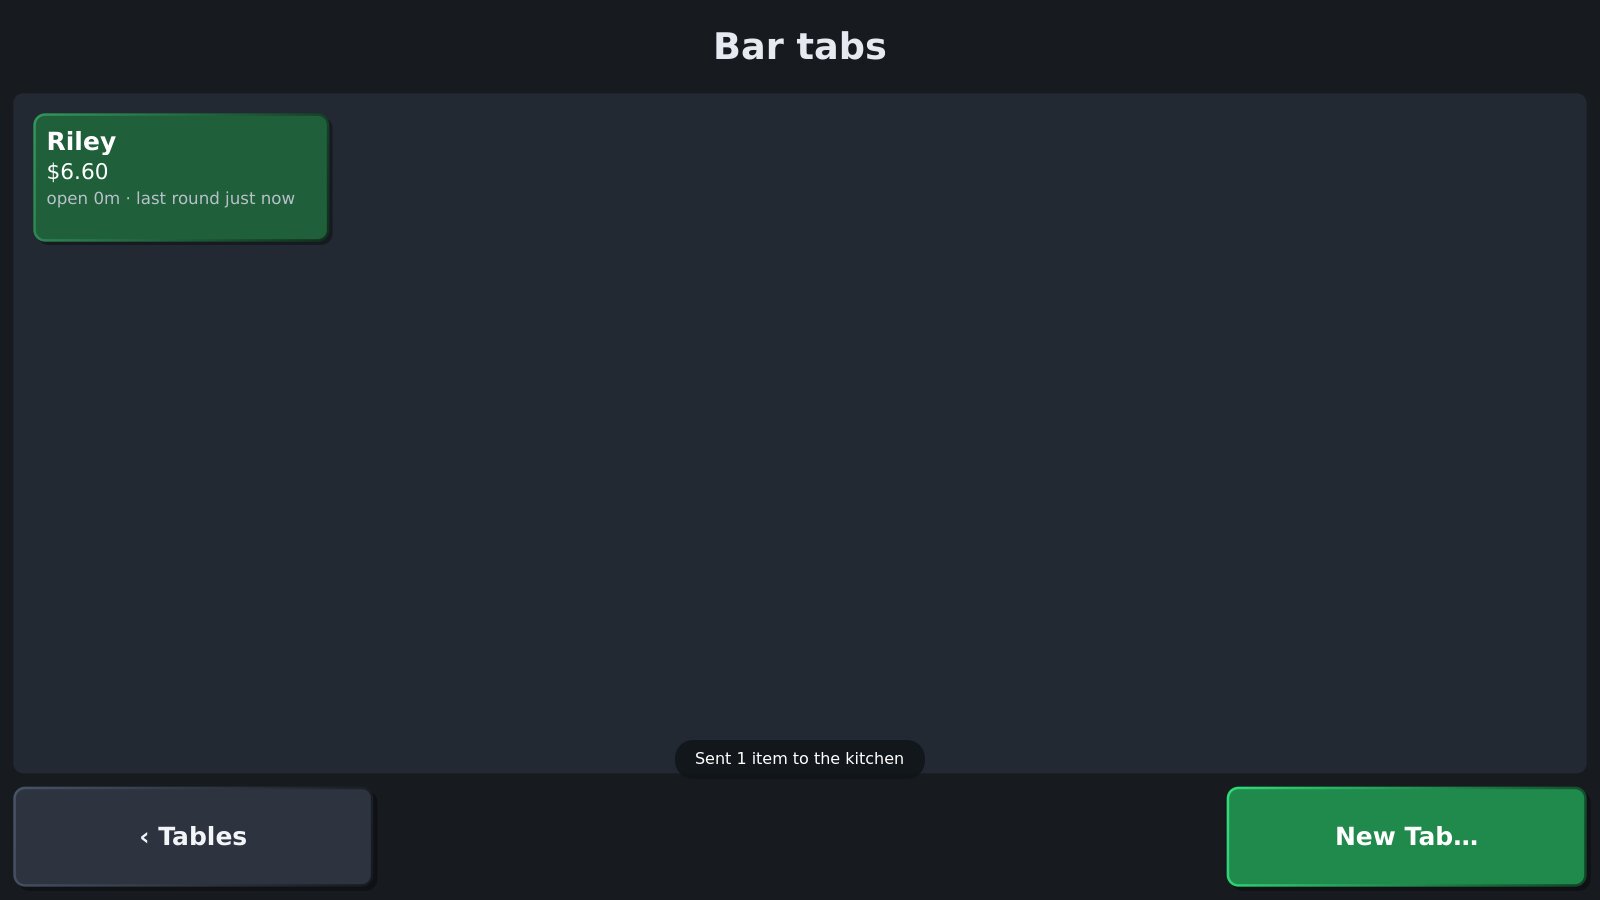 Bar tabs
Riley
$6.60
open 0m · last round just now
Sent 1 item to the kitchen
‹ Tables
New Tab…